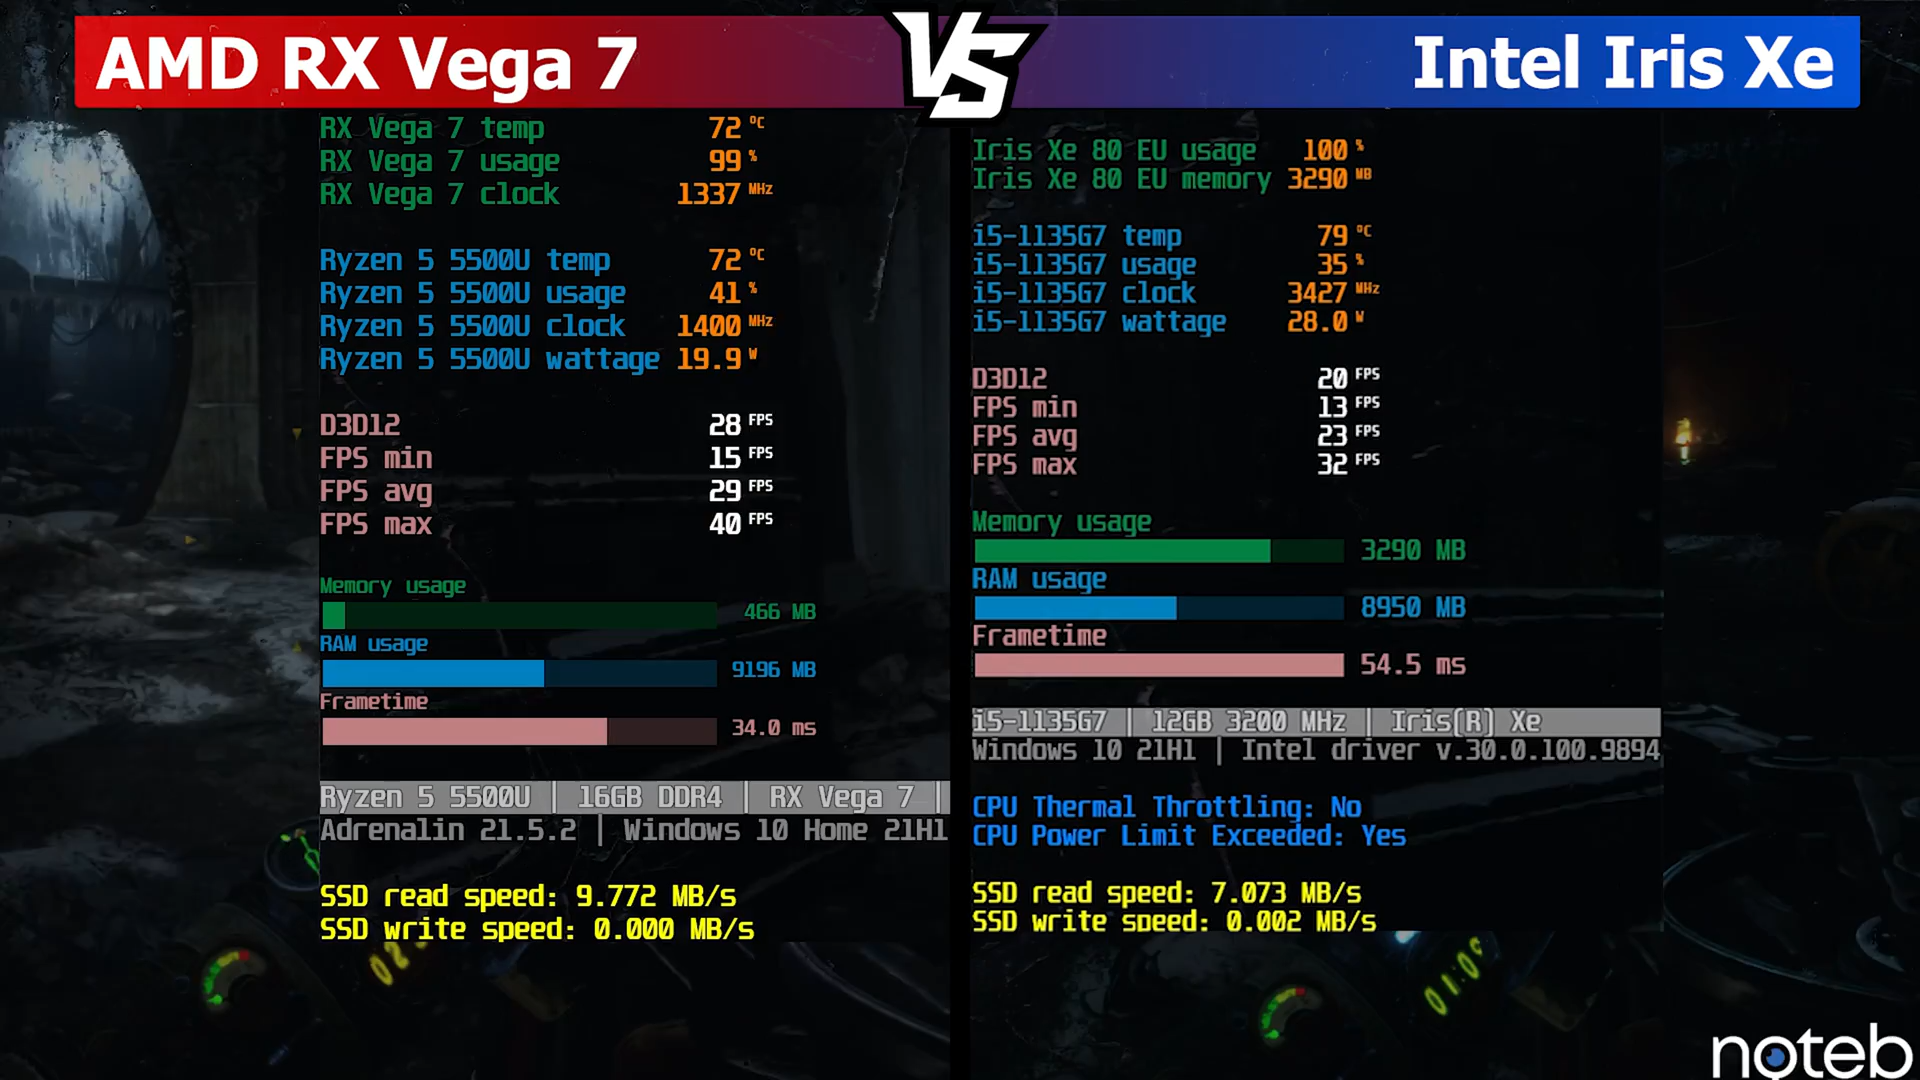 AMD RX Vega 7
VS
Intel Iris Xe
RX Vega 7 temp 72 °C
RX Vega 7 usage 99 %
RX Vega 7 clock 1337 MHz
Ryzen 5 5500U temp 72 °C
Ryzen 5 5500U usage 41 %
Ryzen 5 5500U clock 1400 MHz
Ryzen 5 5500U wattage 19.9 W
D3D12 28 FPS
FPS min 15 FPS
FPS avg 29 FPS
FPS max 40 FPS
Memory usage
466 MB
RAM usage
9196 MB
Frametime
34.0 ms
Ryzen 5 5500U | 16GB DDR4 | RX Vega 7 |
Adrenalin 21.5.2 | Windows 10 Home 21H1
SSD read speed: 9.772 MB/s
SSD write speed: 0.000 MB/s
Iris Xe 80 EU usage 100 %
Iris Xe 80 EU memory 3290 MB
i5-1135G7 temp 79 °C
i5-1135G7 usage 35 %
i5-1135G7 clock 3427 MHz
i5-1135G7 wattage 28.0 W
D3D12 20 FPS
FPS min 13 FPS
FPS avg 23 FPS
FPS max 32 FPS
Memory usage
3290 MB
RAM usage
8950 MB
Frametime
54.5 ms
i5-1135G7 | 12GB 3200 MHz | Iris(R) Xe
Windows 10 21H1 | Intel driver v.30.0.100.9894
CPU Thermal Throttling: No
CPU Power Limit Exceeded: Yes
SSD read speed: 7.073 MB/s
SSD write speed: 0.002 MB/s
noteb